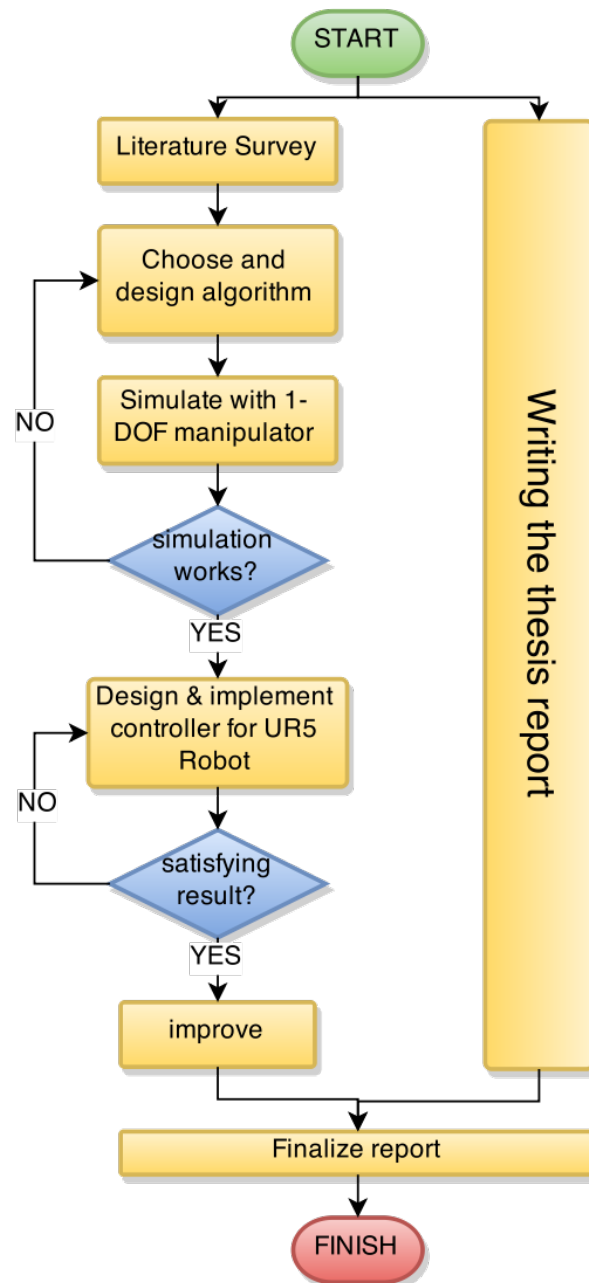 START
Literature Survey
Choose and
design algorithm
Simulate with 1-
DOF manipulator
NO
simulation
works?
YES
Design & implement
controller for UR5
Robot
NO
satisfying
result?
YES
improve
Writing the thesis report
Finalize report
FINISH